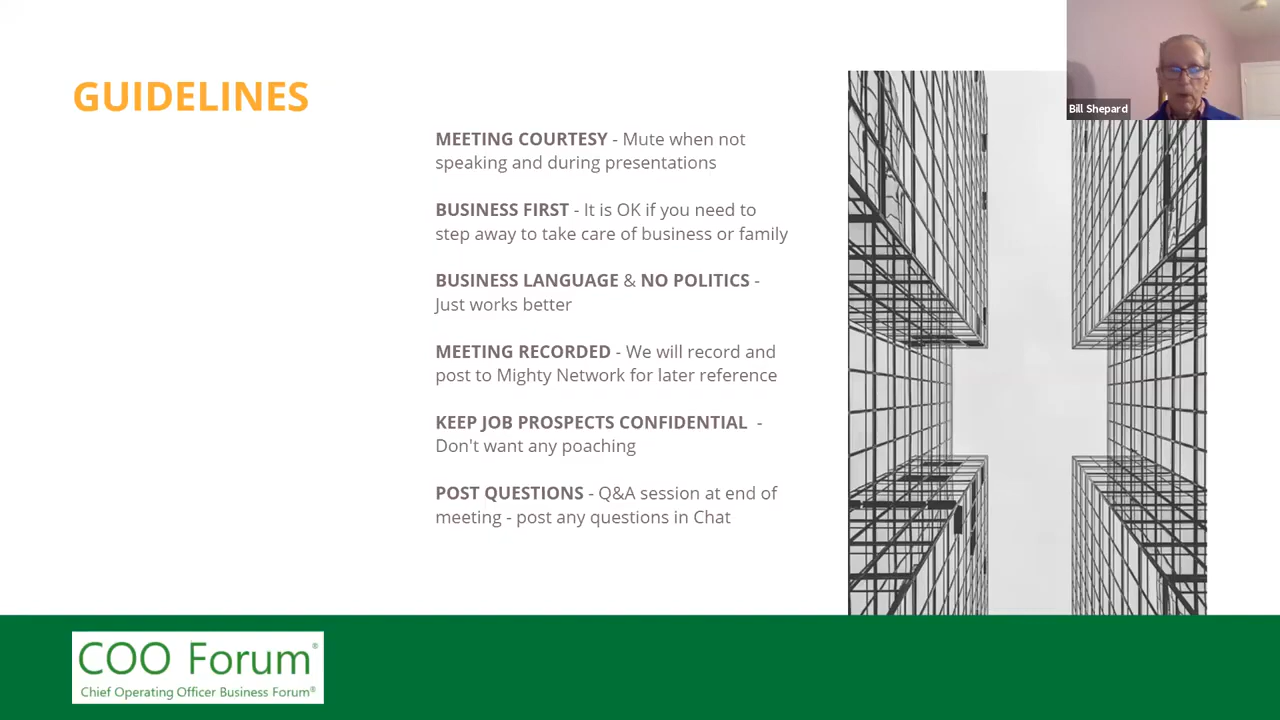 GUIDELINES
Bill Shepard
MEETING COURTESY - Mute when not
speaking and during presentations
BUSINESS FIRST - It is OK if you need to
step away to take care of business or family
BUSINESS LANGUAGE & NO POLITICS -
Just works better
MEETING RECORDED - We will record and
post to Mighty Network for later reference
KEEP JOB PROSPECTS CONFIDENTIAL  -
Don't want any poaching
POST QUESTIONS - Q&A session at end of
meeting - post any questions in Chat
COO Forum®
Chief Operating Officer Business Forum®